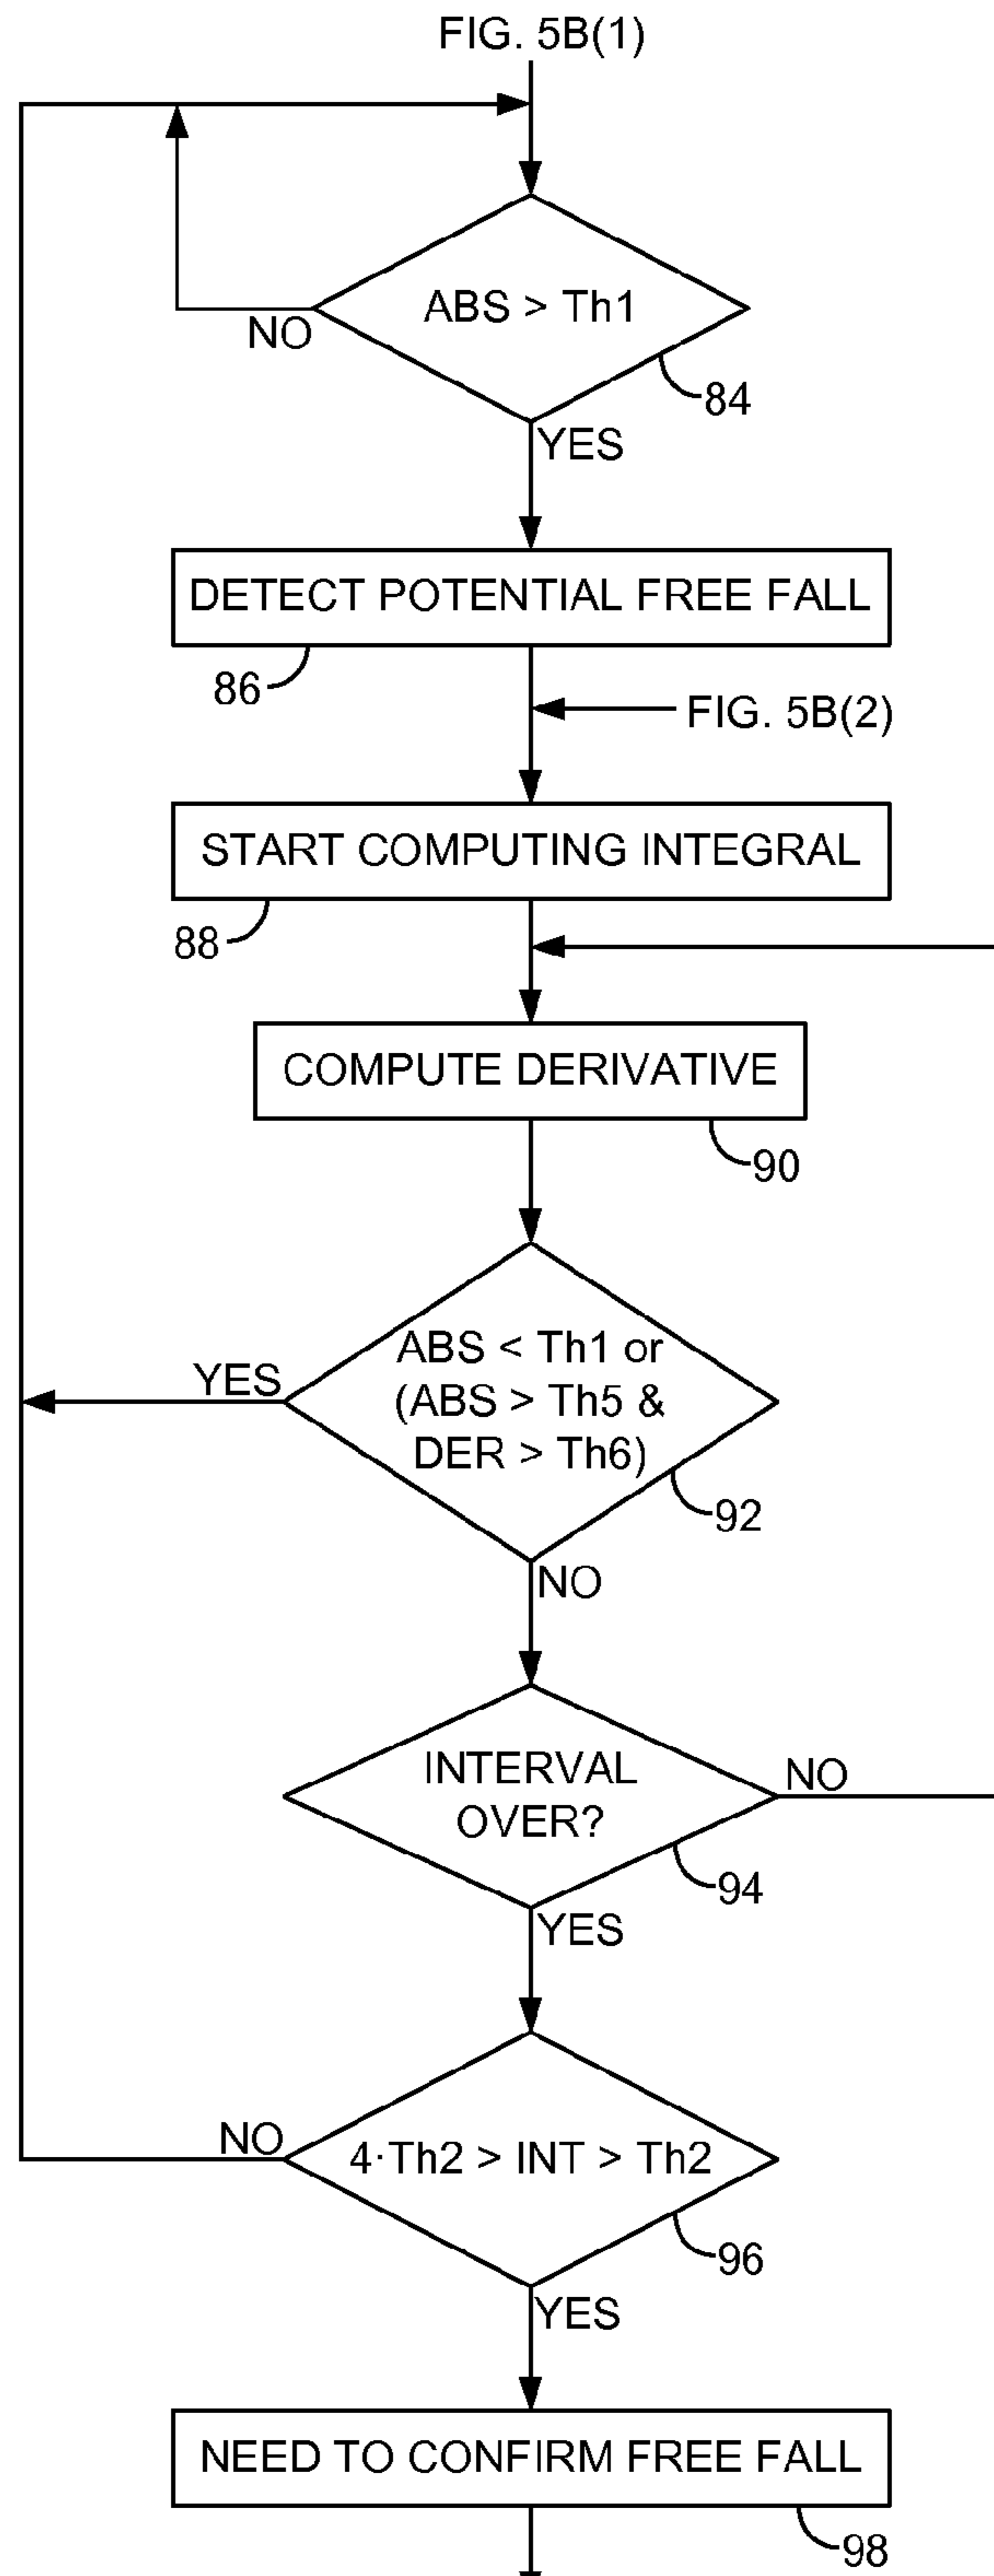 FIG. 5B(1)
ABS > Th1
NO
84
YES
DETECT POTENTIAL FREE FALL
86
FIG. 5B(2)
START COMPUTING INTEGRAL
88
COMPUTE DERIVATIVE
90
YES
ABS < Th1 or
(ABS > Th5 &
DER > Th6)
92
NO
INTERVAL
OVER?
NO
94
YES
NO
4·Th2 > INT > Th2
96
YES
NEED TO CONFIRM FREE FALL
98